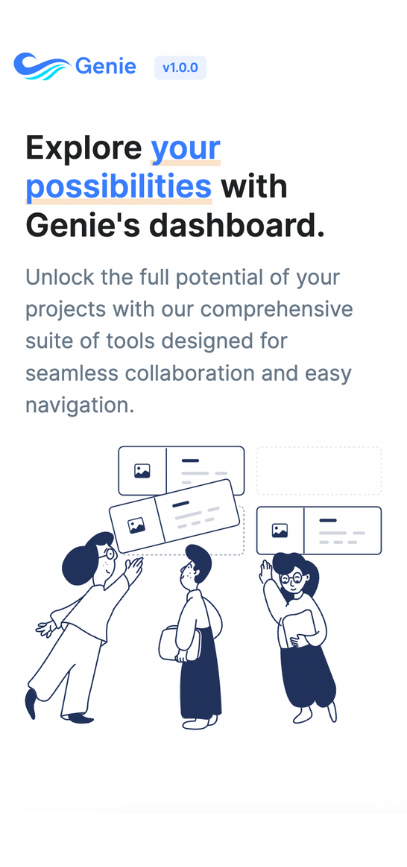 Genie v1.0.0
Explore your
possibilities with
Genie's dashboard.
Unlock the full potential of your
projects with our comprehensive
suite of tools designed for
seamless collaboration and easy
navigation.